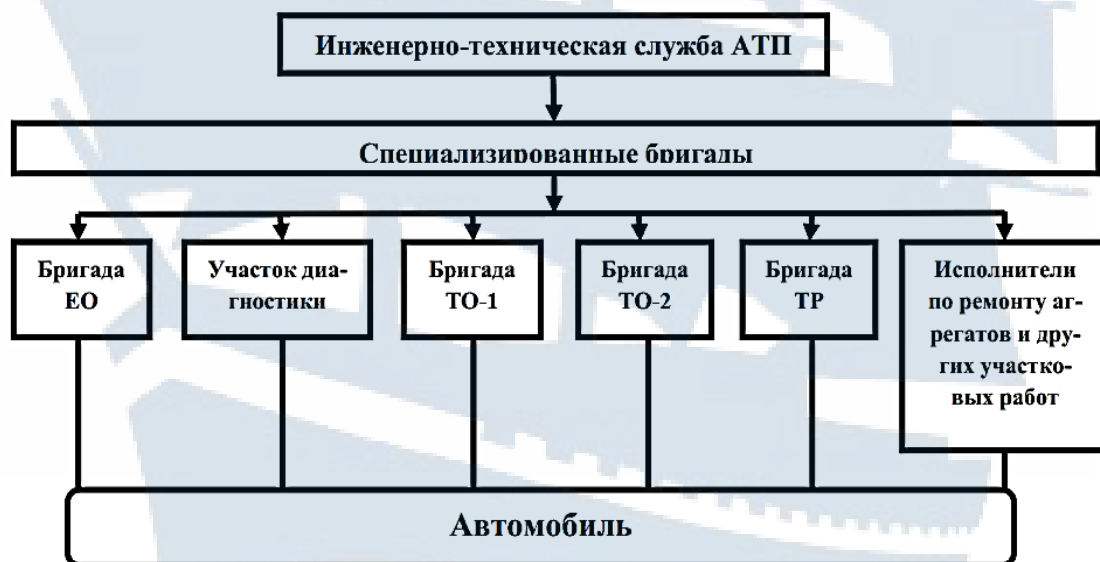 Инженерно-техническая служба АТП
Специализированные бригады
Бригада
ЕО
Участок диа-
гностики
Бригада
ТО-1
Бригада
ТО-2
Бригада
ТР
Исполнители
по ремонту аг-
регатов и дру-
гих участко-
вых работ
Автомобиль